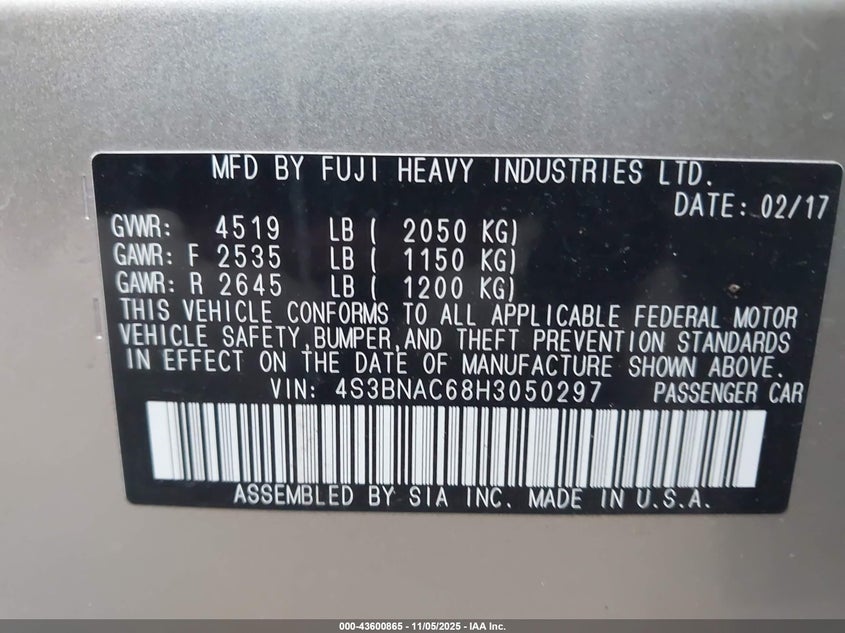 MFD BY FUJI HEAVY INDUSTRIES LTD.
DATE: 02/17
GVWR: 4519 LB ( 2050 KG)
GAWR: F 2535 LB ( 1150 KG)
GAWR: R 2645 LB ( 1200 KG)
THIS VEHICLE CONFORMS TO ALL APPLICABLE FEDERAL MOTOR
VEHICLE SAFETY, BUMPER, AND THEFT PREVENTION STANDARDS
IN EFFECT ON THE DATE OF MANUFACTURE SHOWN ABOVE.
VIN: 4S3BNAC68H3050297 PASSENGER CAR
ASSEMBLED BY SIA INC. MADE IN U.S.A.
000-43600865 - 11/05/2025 - IAA Inc.